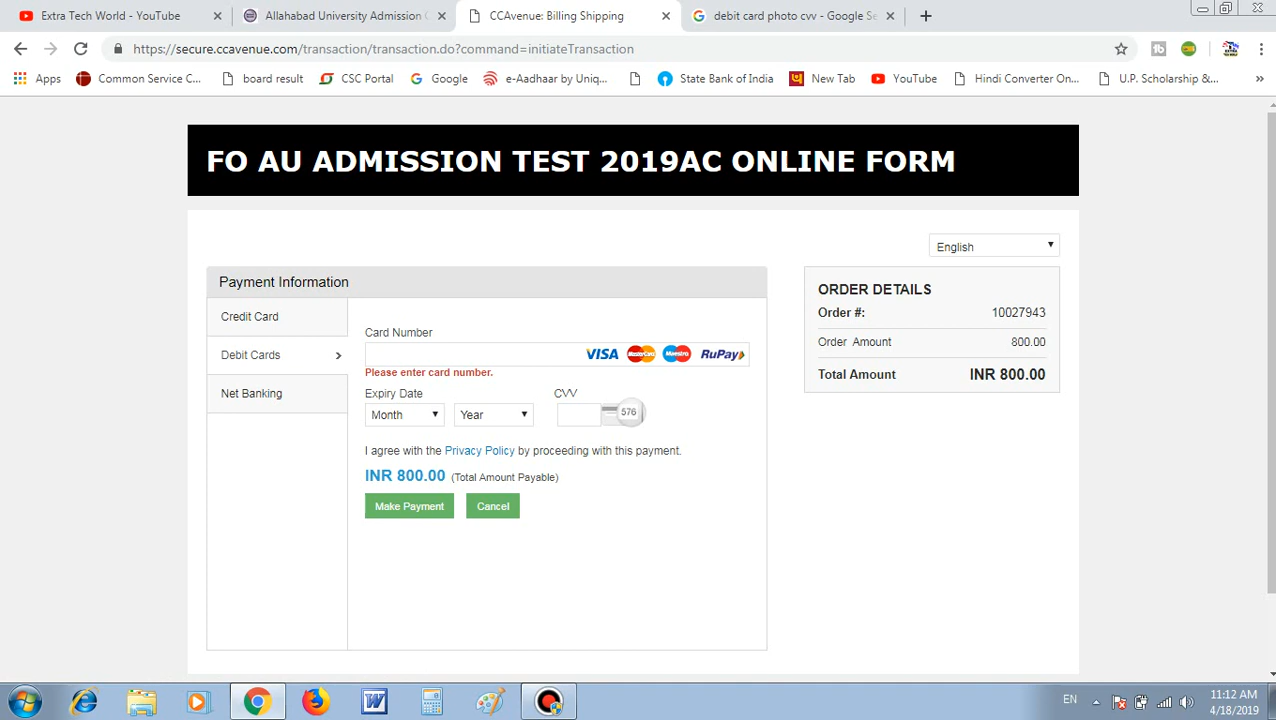 Extra Tech World - YouTube
Allahabad University Admission
CCAvenue: Billing Shipping
debit card photo cvv - Google Se
https://secure.ccavenue.com/transaction/transaction.do?command=initiateTransaction
Apps
Common Service C...
board result
CSC Portal
Google
e-Aadhaar by Uniq...
State Bank of India
New Tab
YouTube
Hindi Converter On...
U.P. Scholarship &...
FO AU ADMISSION TEST 2019AC ONLINE FORM
English
Payment Information
Credit Card
Debit Cards
Net Banking
Card Number
VISA MasterCard Maestro RuPay
Please enter card number.
Expiry Date
CVV
Month
Year
576
I agree with the Privacy Policy by proceeding with this payment.
INR 800.00 (Total Amount Payable)
Make Payment
Cancel
ORDER DETAILS
Order #: 10027943
Order Amount 800.00
Total Amount INR 800.00
EN
11:12 AM
4/18/2019